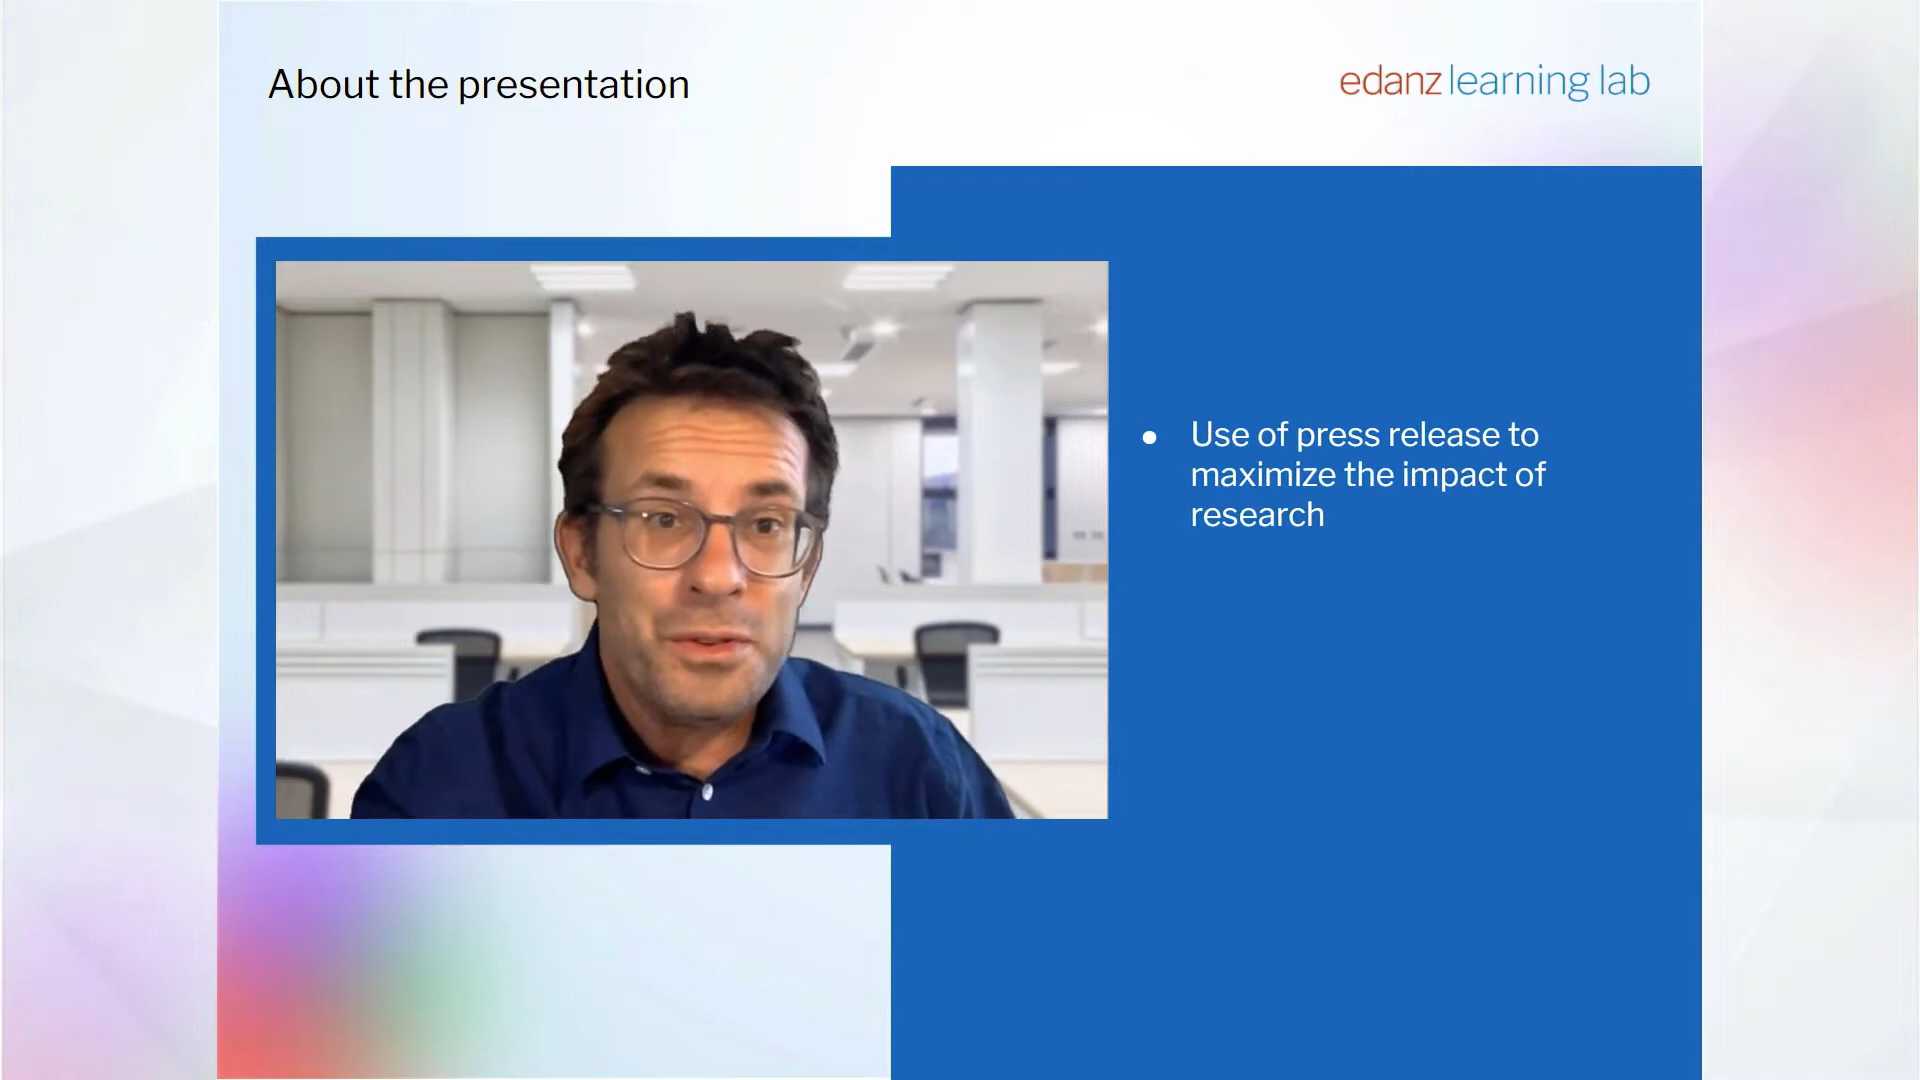 About the presentation
edanz learning lab
● Use of press release to
maximize the impact of
research